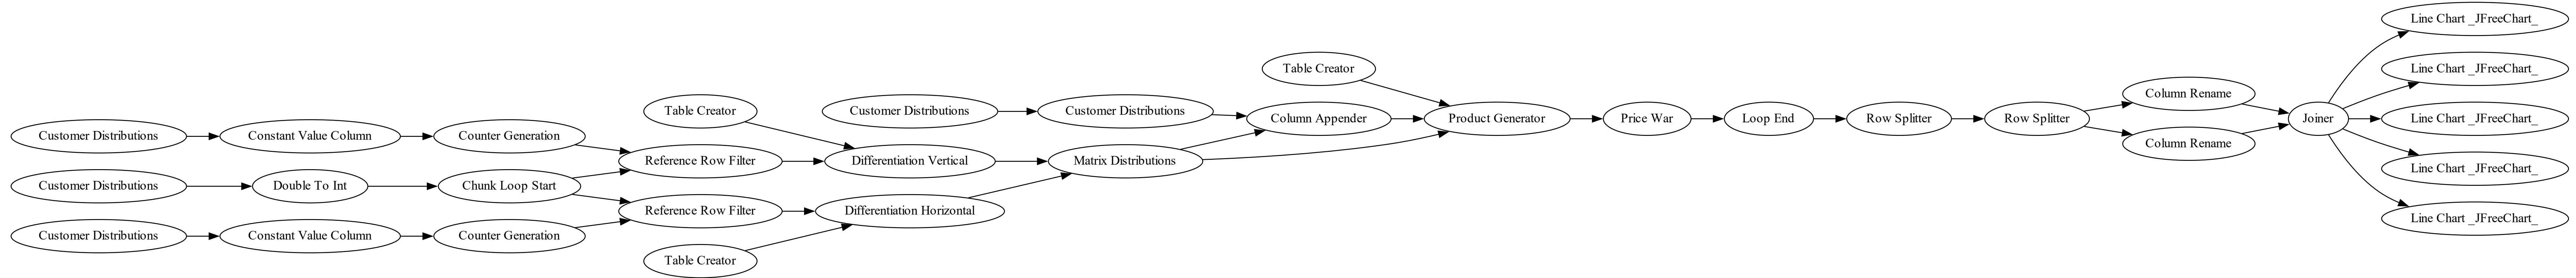 Customer Distributions
Constant Value Column
Counter Generation
Customer Distributions
Double To Int
Chunk Loop Start
Customer Distributions
Constant Value Column
Counter Generation
Table Creator
Reference Row Filter
Reference Row Filter
Table Creator
Customer Distributions
Differentiation Vertical
Differentiation Horizontal
Customer Distributions
Matrix Distributions
Table Creator
Column Appender
Product Generator
Price War
Loop End
Row Splitter
Row Splitter
Column Rename
Column Rename
Joiner
Line Chart _JFreeChart_
Line Chart _JFreeChart_
Line Chart _JFreeChart_
Line Chart _JFreeChart_
Line Chart _JFreeChart_